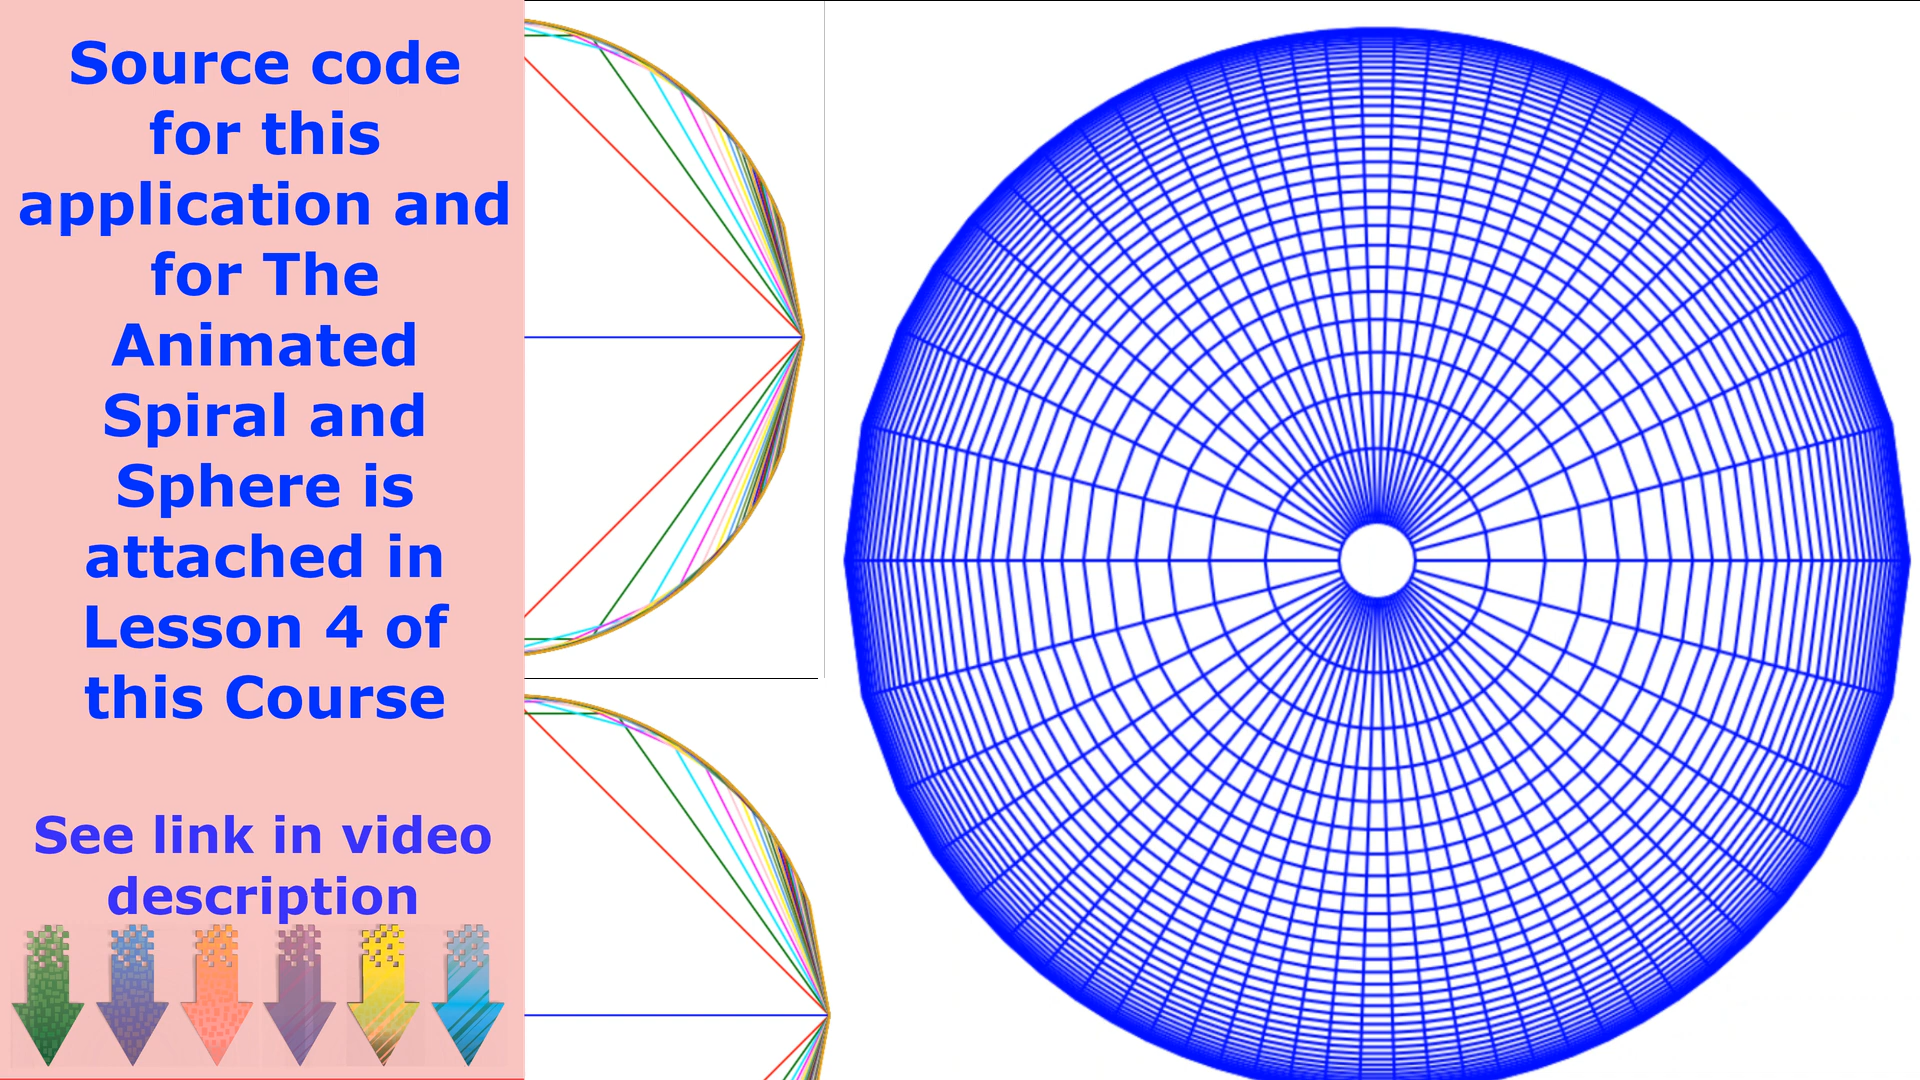 Source code
for this
application and
for The
Animated
Spiral and
Sphere is
attached in
Lesson 4 of
this Course
See link in video
description